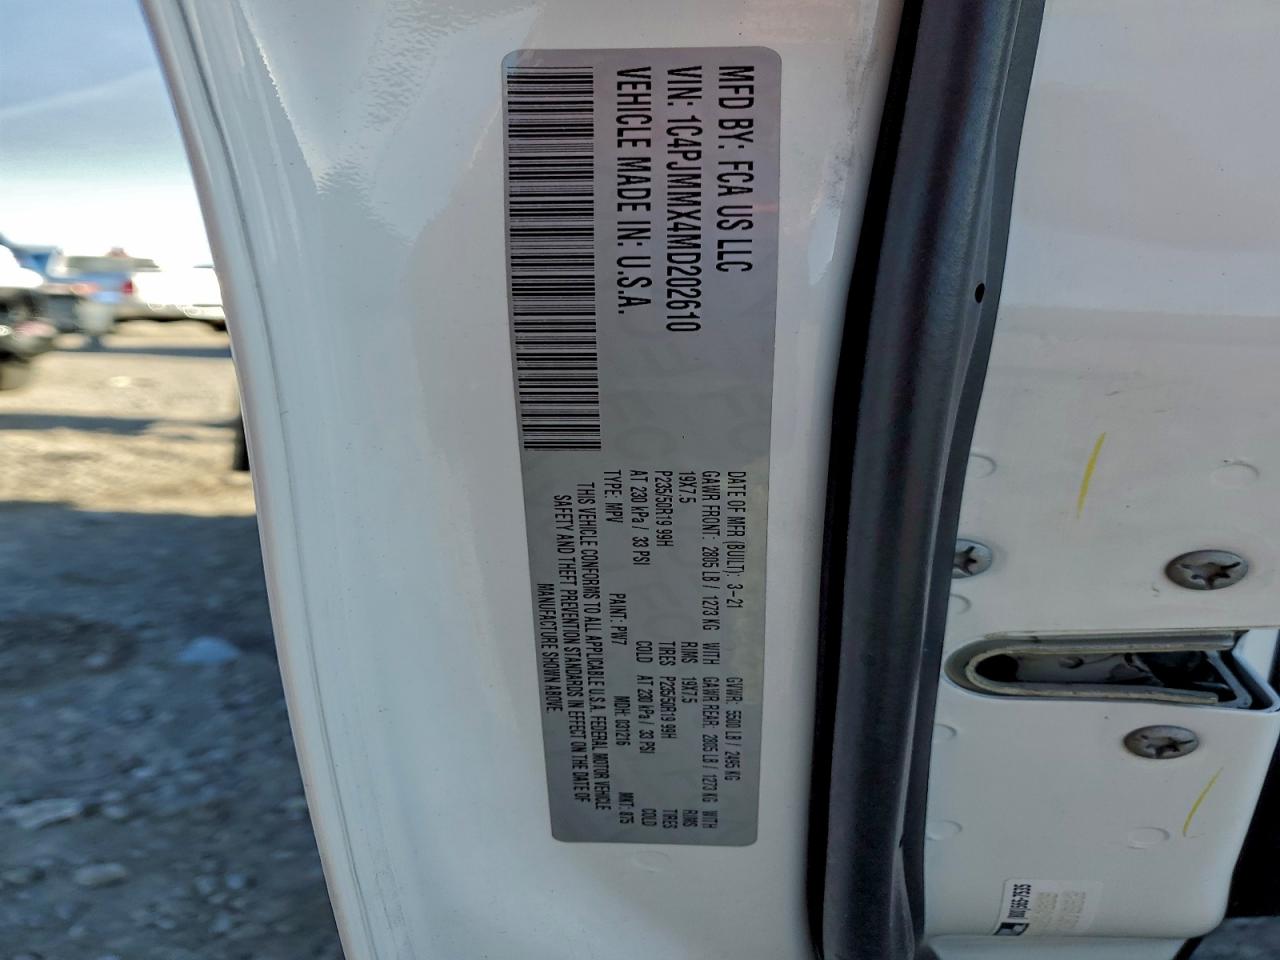 MFD BY: FCA US LLC
VIN: 1C4PJMMX4MD202610
VEHICLE MADE IN: U.S.A.
DATE OF MFR (BUILT): 3-21 GVWR: 5500 LB / 2495 KG
GAWR FRONT: 2805 LB / 1273 KG WITH GAWR REAR: 2805 LB / 1273 KG WITH
19X7.5 RIMS 19X7.5 RIMS
P235/50R19 99H TIRES P235/50R19 99H TIRES
AT 230 kPa / 33 PSI COLD AT 230 kPa / 33 PSI COLD
TYPE: MPV PAINT: PW7 MDH: 031216 MKT: 875
THIS VEHICLE CONFORMS TO ALL APPLICABLE U.S.A. FEDERAL MOTOR VEHICLE
SAFETY AND THEFT PREVENTION STANDARDS IN EFFECT ON THE DATE OF
MANUFACTURE SHOWN ABOVE.